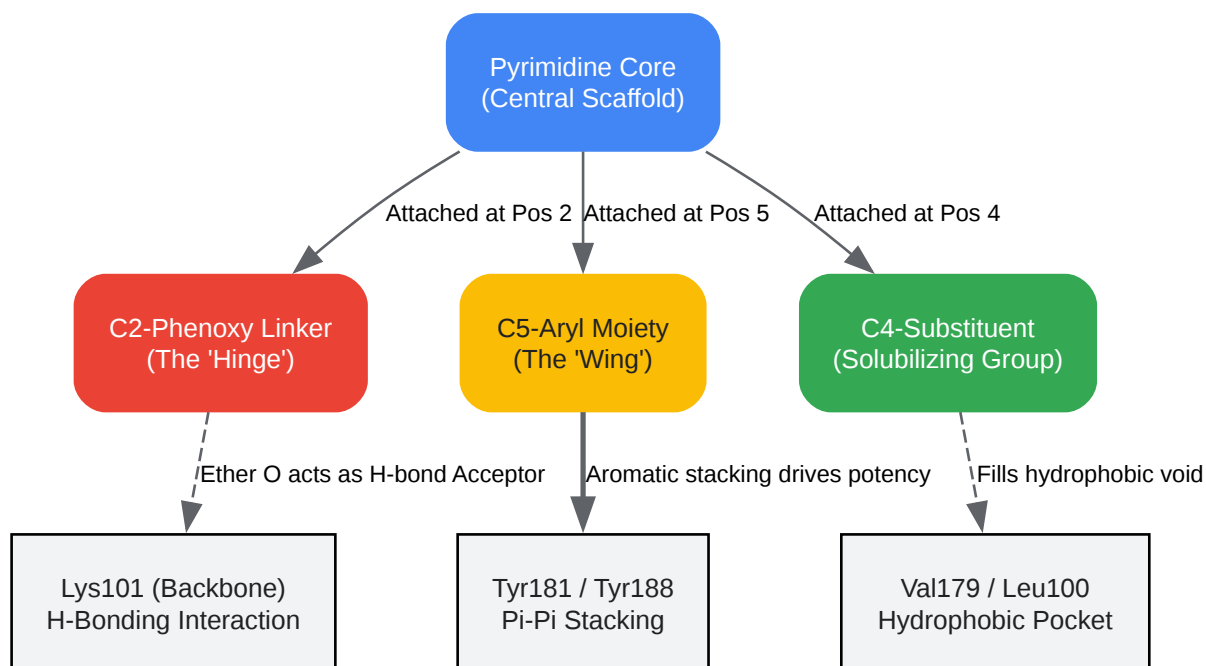 Pyrimidine Core
(Central Scaffold)
Attached at Pos 2
Attached at Pos 5
Attached at Pos 4
C2-Phenoxy Linker
(The 'Hinge')
C5-Aryl Moiety
(The 'Wing')
C4-Substituent
(Solubilizing Group)
Ether O acts as H-bond Acceptor
Aromatic stacking drives potency
Fills hydrophobic void
Lys101 (Backbone)
H-Bonding Interaction
Tyr181 / Tyr188
Pi-Pi Stacking
Val179 / Leu100
Hydrophobic Pocket